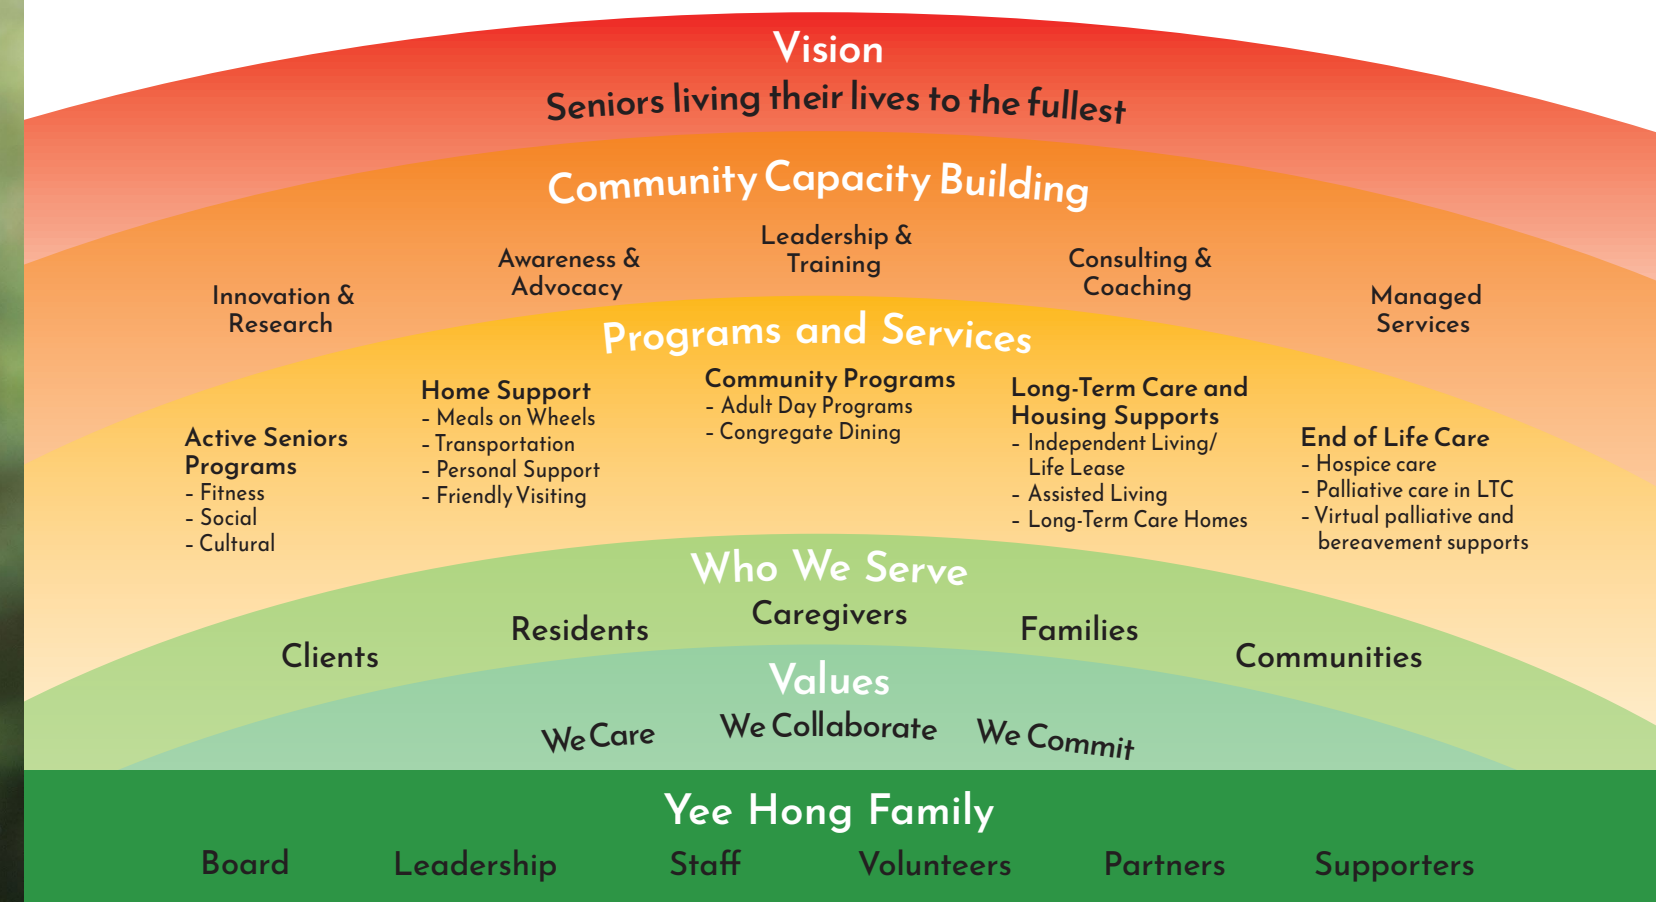 Vision
Seniors living their lives to the fullest
Community Capacity Building
Innovation &
Research
Awareness &
Advocacy
Leadership &
Training
Consulting &
Coaching
Managed
Services
Programs and Services
Active Seniors
Programs
- Fitness
- Social
- Cultural
Home Support
- Meals on Wheels
- Transportation
- Personal Support
- Friendly Visiting
Community Programs
- Adult Day Programs
- Congregate Dining
Long-Term Care and
Housing Supports
- Independent Living/
Life Lease
- Assisted Living
- Long-Term Care Homes
End of Life Care
- Hospice care
- Palliative care in LTC
- Virtual palliative and
bereavement supports
Who We Serve
Clients
Residents
Caregivers
Families
Communities
Values
We Care
We Collaborate
We Commit
Yee Hong Family
Board
Leadership
Staff
Volunteers
Partners
Supporters